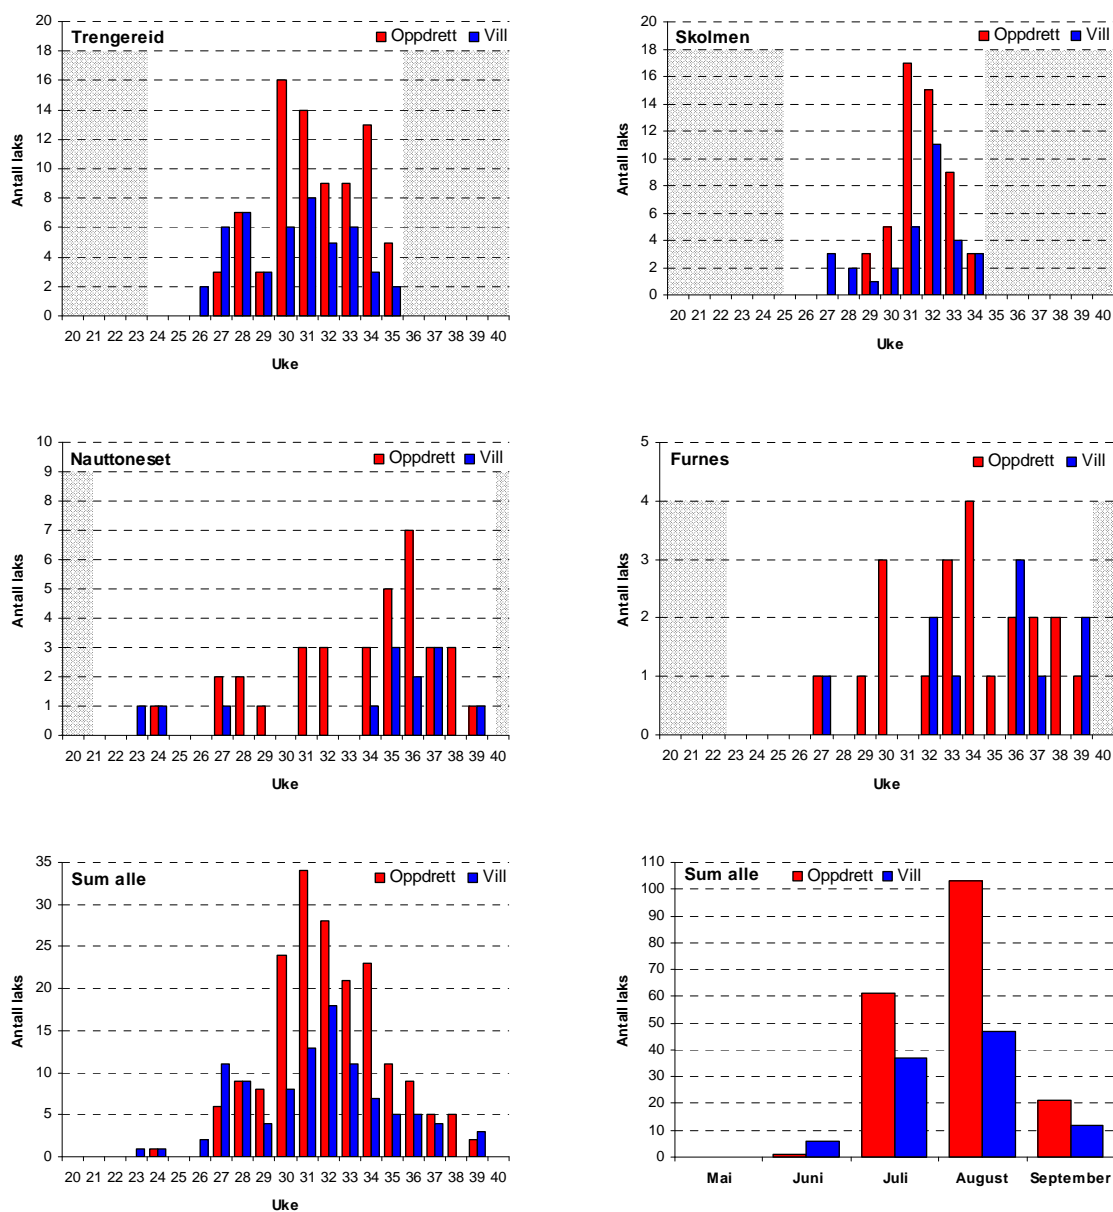 Trengereid
Oppdrett Vill
Antall laks
20
18
16
14
12
10
8
6
4
2
0
20 21 22 23 24 25 26 27 28 29 30 31 32 33 34 35 36 37 38 39 40
Uke
Skolmen
Oppdrett Vill
Antall laks
20
18
16
14
12
10
8
6
4
2
0
20 21 22 23 24 25 26 27 28 29 30 31 32 33 34 35 36 37 38 39 40
Uke
Nauttoneset
Oppdrett Vill
Antall laks
10
9
8
7
6
5
4
3
2
1
0
20 21 22 23 24 25 26 27 28 29 30 31 32 33 34 35 36 37 38 39 40
Uke
Furnes
Oppdrett Vill
Antall laks
5
4
3
2
1
0
20 21 22 23 24 25 26 27 28 29 30 31 32 33 34 35 36 37 38 39 40
Uke
Sum alle
Oppdrett Vill
Antall laks
35
30
25
20
15
10
5
0
20 21 22 23 24 25 26 27 28 29 30 31 32 33 34 35 36 37 38 39 40
Uke
Sum alle
Oppdrett Vill
Antall laks
110
100
90
80
70
60
50
40
30
20
10
0
Mai Juni Juli August September